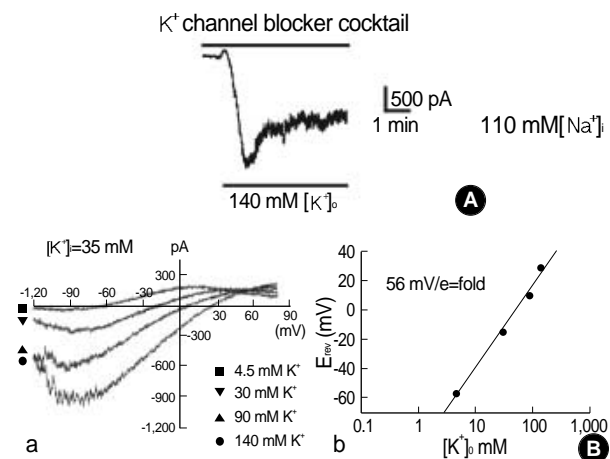 K⁺ channel blocker cocktail
500 pA
1 min
110 mM[Na⁺]i
140 mM [K⁺]o
A
[K⁺]i=35 mM
pA
300
-1,20 -90 -60 -30 30 60 90
(mV)
-300
-600
-900
-1,200
■ 4.5 mM K⁺
▼ 30 mM K⁺
▲ 90 mM K⁺
● 140 mM K⁺
a
40
20
0
-20
-40
-60
Erev (mV)
56 mV/e=fold
0.1 1 10 100 1,000
[K⁺]0 mM
b
B